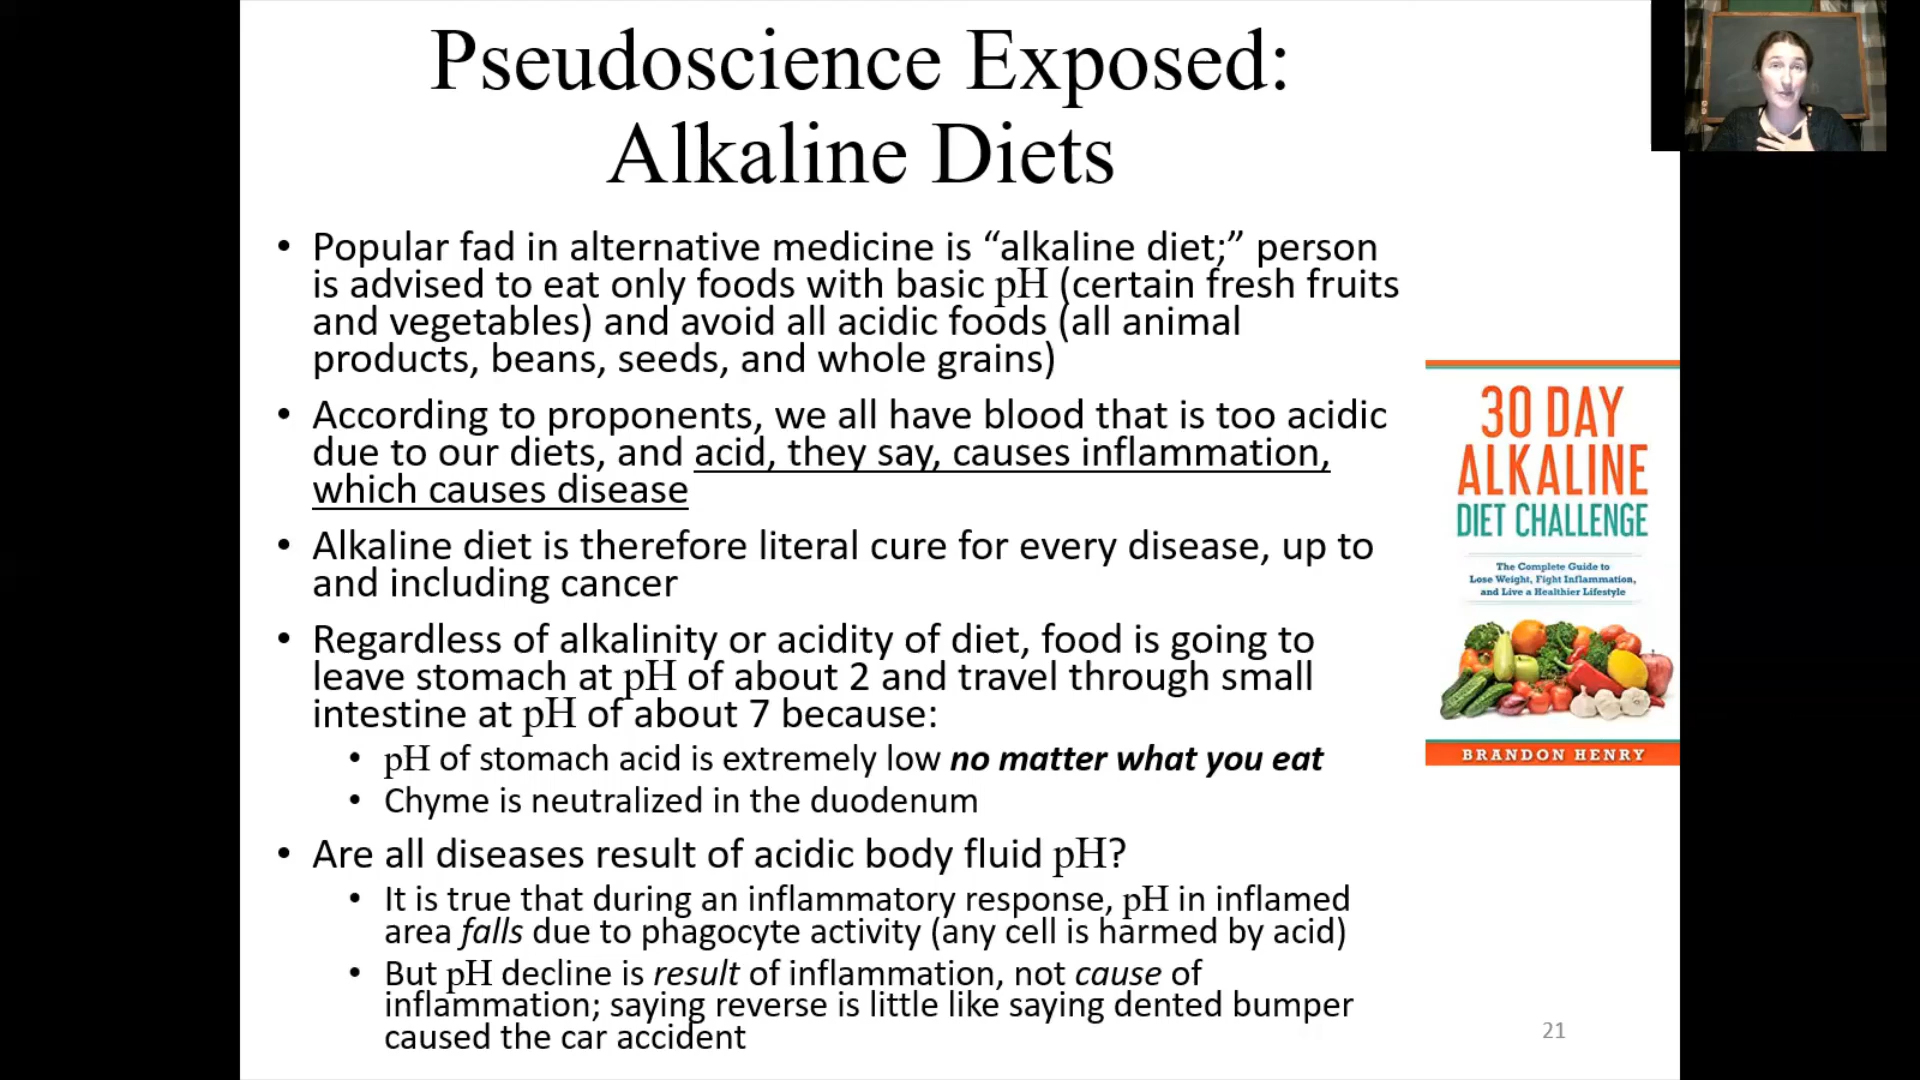 Pseudoscience Exposed:
Alkaline Diets
• Popular fad in alternative medicine is “alkaline diet;” person
is advised to eat only foods with basic pH (certain fresh fruits
and vegetables) and avoid all acidic foods (all animal
products, beans, seeds, and whole grains)
• According to proponents, we all have blood that is too acidic
due to our diets, and acid, they say, causes inflammation,
which causes disease
• Alkaline diet is therefore literal cure for every disease, up to
and including cancer
• Regardless of alkalinity or acidity of diet, food is going to
leave stomach at pH of about 2 and travel through small
intestine at pH of about 7 because:
• pH of stomach acid is extremely low no matter what you eat
• Chyme is neutralized in the duodenum
• Are all diseases result of acidic body fluid pH?
• It is true that during an inflammatory response, pH in inflamed
area falls due to phagocyte activity (any cell is harmed by acid)
• But pH decline is result of inflammation, not cause of
inflammation; saying reverse is little like saying dented bumper
caused the car accident
30 DAY
ALKALINE
DIET CHALLENGE
The Complete Guide to
Lose Weight, Fight Inflammation,
and Live a Healthier Lifestyle
BRANDON HENRY
21